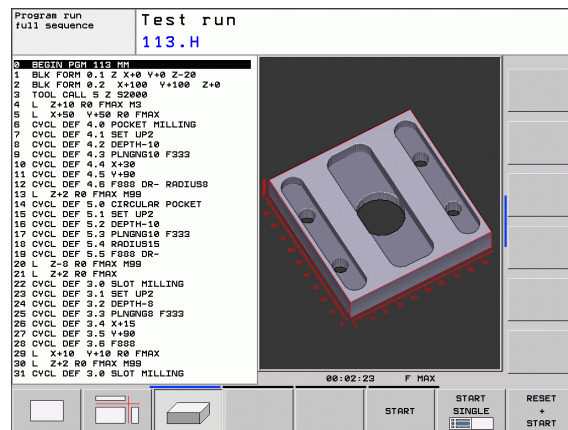 Program run
full sequence
Test run
113.H
0 BEGIN PGM 113 MM
1 BLK FORM 0.1 Z X+0 Y+0 Z-20
2 BLK FORM 0.2 X+100 Y+100 Z+0
3 TOOL CALL 5 Z S2000
4 L Z+10 R0 FMAX M3
5 L X+50 Y+50 R0 FMAX
6 CYCL DEF 4.0 POCKET MILLING
7 CYCL DEF 4.1 SET UP2
8 CYCL DEF 4.2 DEPTH-10
9 CYCL DEF 4.3 PLNGNG10 F333
10 CYCL DEF 4.4 X+30
11 CYCL DEF 4.5 Y+90
12 CYCL DEF 4.6 F888 DR- RADIUS8
13 L Z+2 R0 FMAX M99
14 CYCL DEF 5.0 CIRCULAR POCKET
15 CYCL DEF 5.1 SET UP2
16 CYCL DEF 5.2 DEPTH-10
17 CYCL DEF 5.3 PLNGNG10 F333
18 CYCL DEF 5.4 RADIUS15
19 CYCL DEF 5.5 F888 DR-
20 L Z-8 R0 FMAX M99
21 L Z+2 R0 FMAX
22 CYCL DEF 3.0 SLOT MILLING
23 CYCL DEF 3.1 SET UP2
24 CYCL DEF 3.2 DEPTH-8
25 CYCL DEF 3.3 PLNGNG8 F333
26 CYCL DEF 3.4 X+15
27 CYCL DEF 3.5 Y+90
28 CYCL DEF 3.6 F888
29 L X+10 Y+10 R0 FMAX
30 L Z+2 R0 FMAX M99
31 CYCL DEF 3.0 SLOT MILLING
00:02:23 F MAX
START
START
SINGLE
RESET
+
START